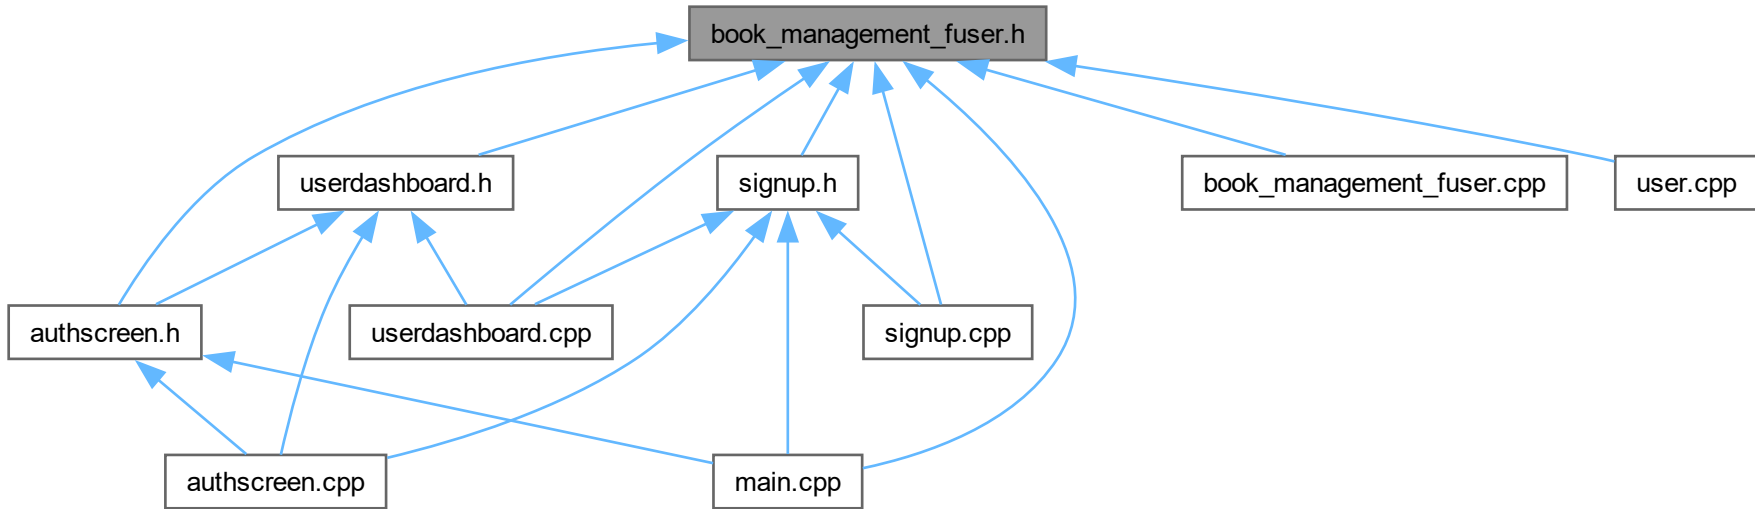 book_management_fuser.h
userdashboard.h
signup.h
book_management_fuser.cpp
user.cpp
authscreen.h
userdashboard.cpp
signup.cpp
authscreen.cpp
main.cpp